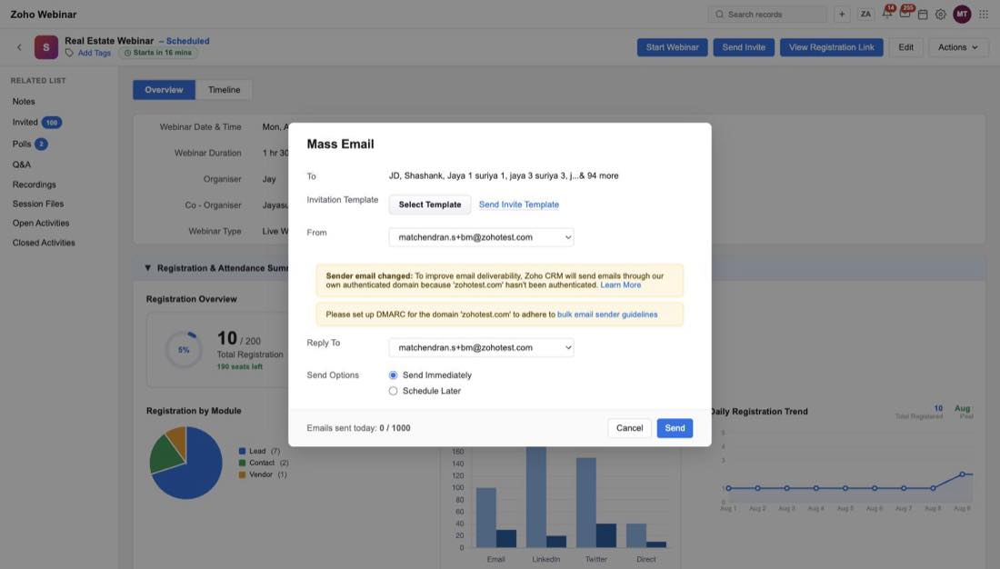 Zoho Webinar
Search records
+
ZA
14
255
MT
S
Real Estate Webinar – Scheduled
Add Tags
Starts in 16 mins
Start Webinar
Send Invite
View Registration Link
Edit
Actions
RELATED LIST
Notes
Invited 100
Polls 2
Q&A
Recordings
Session Files
Open Activities
Closed Activities
Overview
Timeline
Webinar Date & Time Mon, A
Webinar Duration 1 hr 30
Organiser Jay
Co - Organiser Jayasu
Webinar Type Live W
Registration & Attendance Summ
Registration Overview
5%
10 / 200
Total Registration
190 seats left
Registration by Module
Lead (7)
Contact (2)
Vendor (1)
Mass Email
To JD, Shashank, Jaya 1 suriya 1, jaya 3 suriya 3, j...& 94 more
Invitation Template Select Template Send Invite Template
From matchendran.s+bm@zohotest.com
Sender email changed: To improve email deliverability, Zoho CRM will send emails through our
own authenticated domain because 'zohotest.com' hasn't been authenticated. Learn More
Please set up DMARC for the domain 'zohotest.com' to adhere to bulk email sender guidelines
Reply To matchendran.s+bm@zohotest.com
Send Options Send Immediately
Schedule Later
Emails sent today: 0 / 1000
Cancel
Send
160
140
120
100
80
60
40
20
0
Email LinkedIn Twitter Direct
Daily Registration Trend
10 Aug
Total Registered Peal
5
4
3
1
0
Aug 1 Aug 2 Aug 3 Aug 4 Aug 5 Aug 6 Aug 7 Aug 8 Aug 9